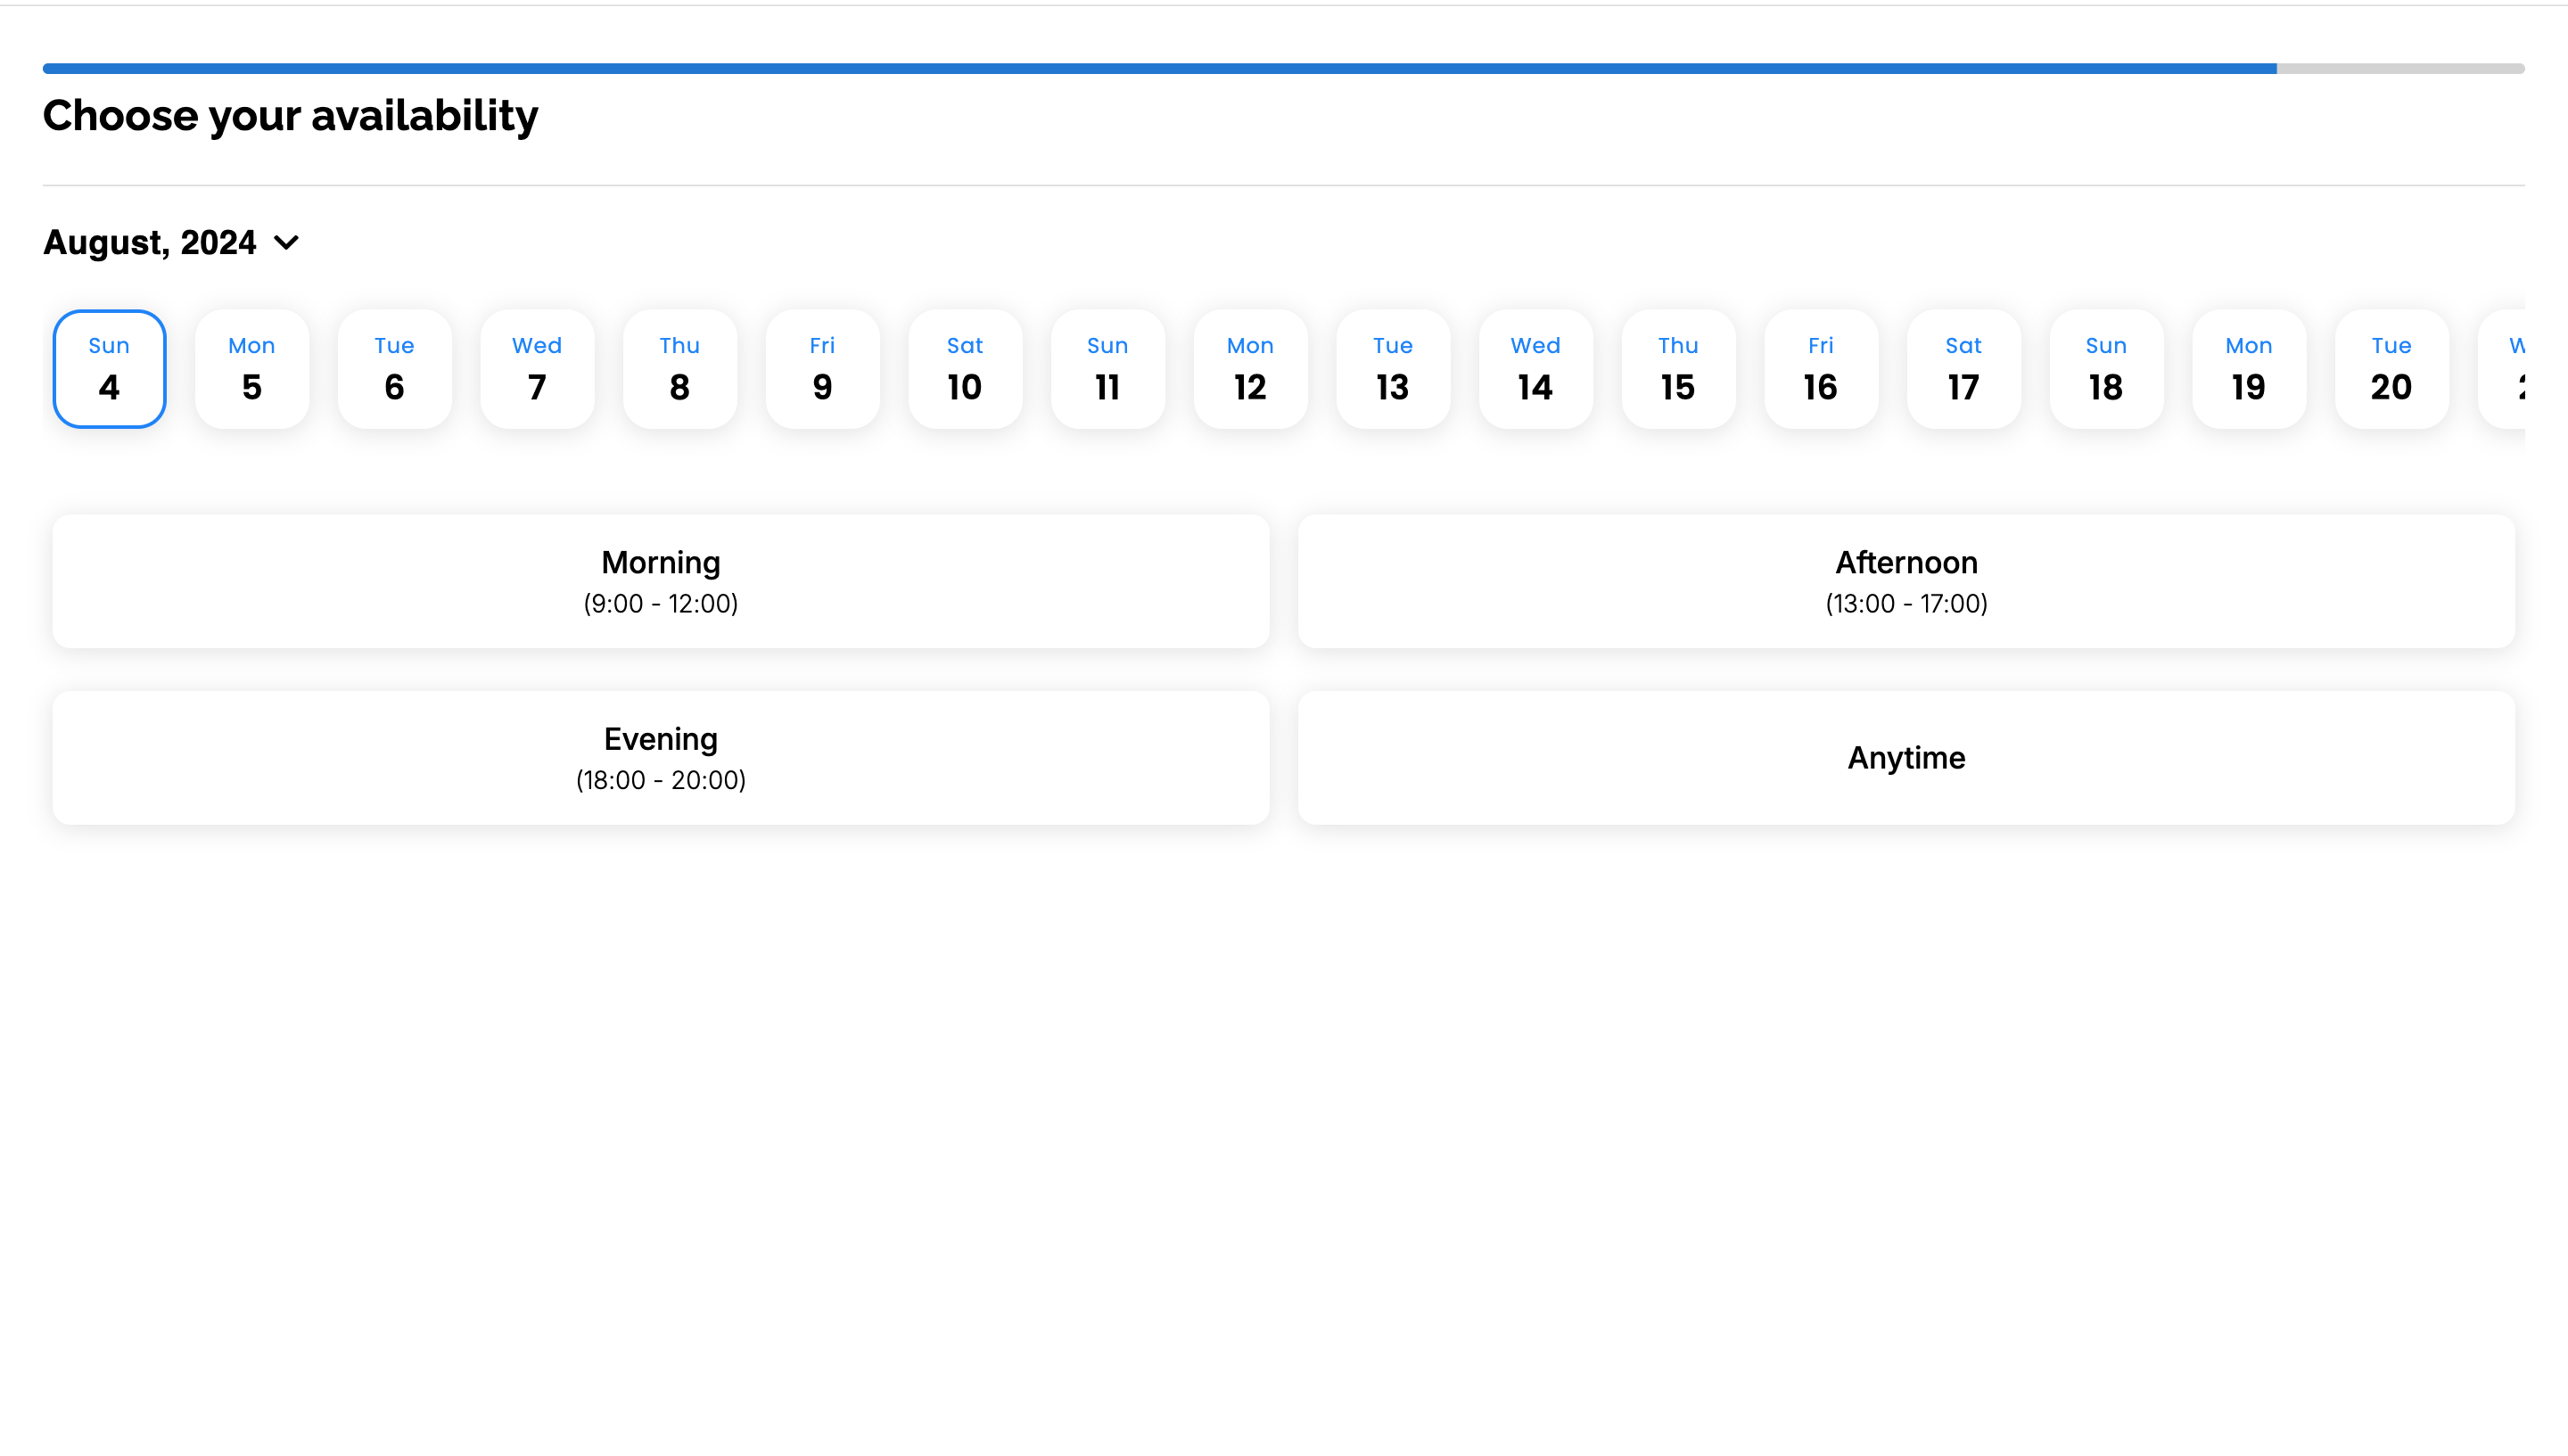 Choose your availability
August, 2024
Sun Mon Tue Wed Thu Fri Sat Sun Mon Tue Wed Thu Fri Sat Sun Mon Tue
4 5 6 7 8 9 10 11 12 13 14 15 16 17 18 19 20
Morning Afternoon
(9:00 - 12:00) (13:00 - 17:00)
Evening
Anytime
(18:00 - 20:00)